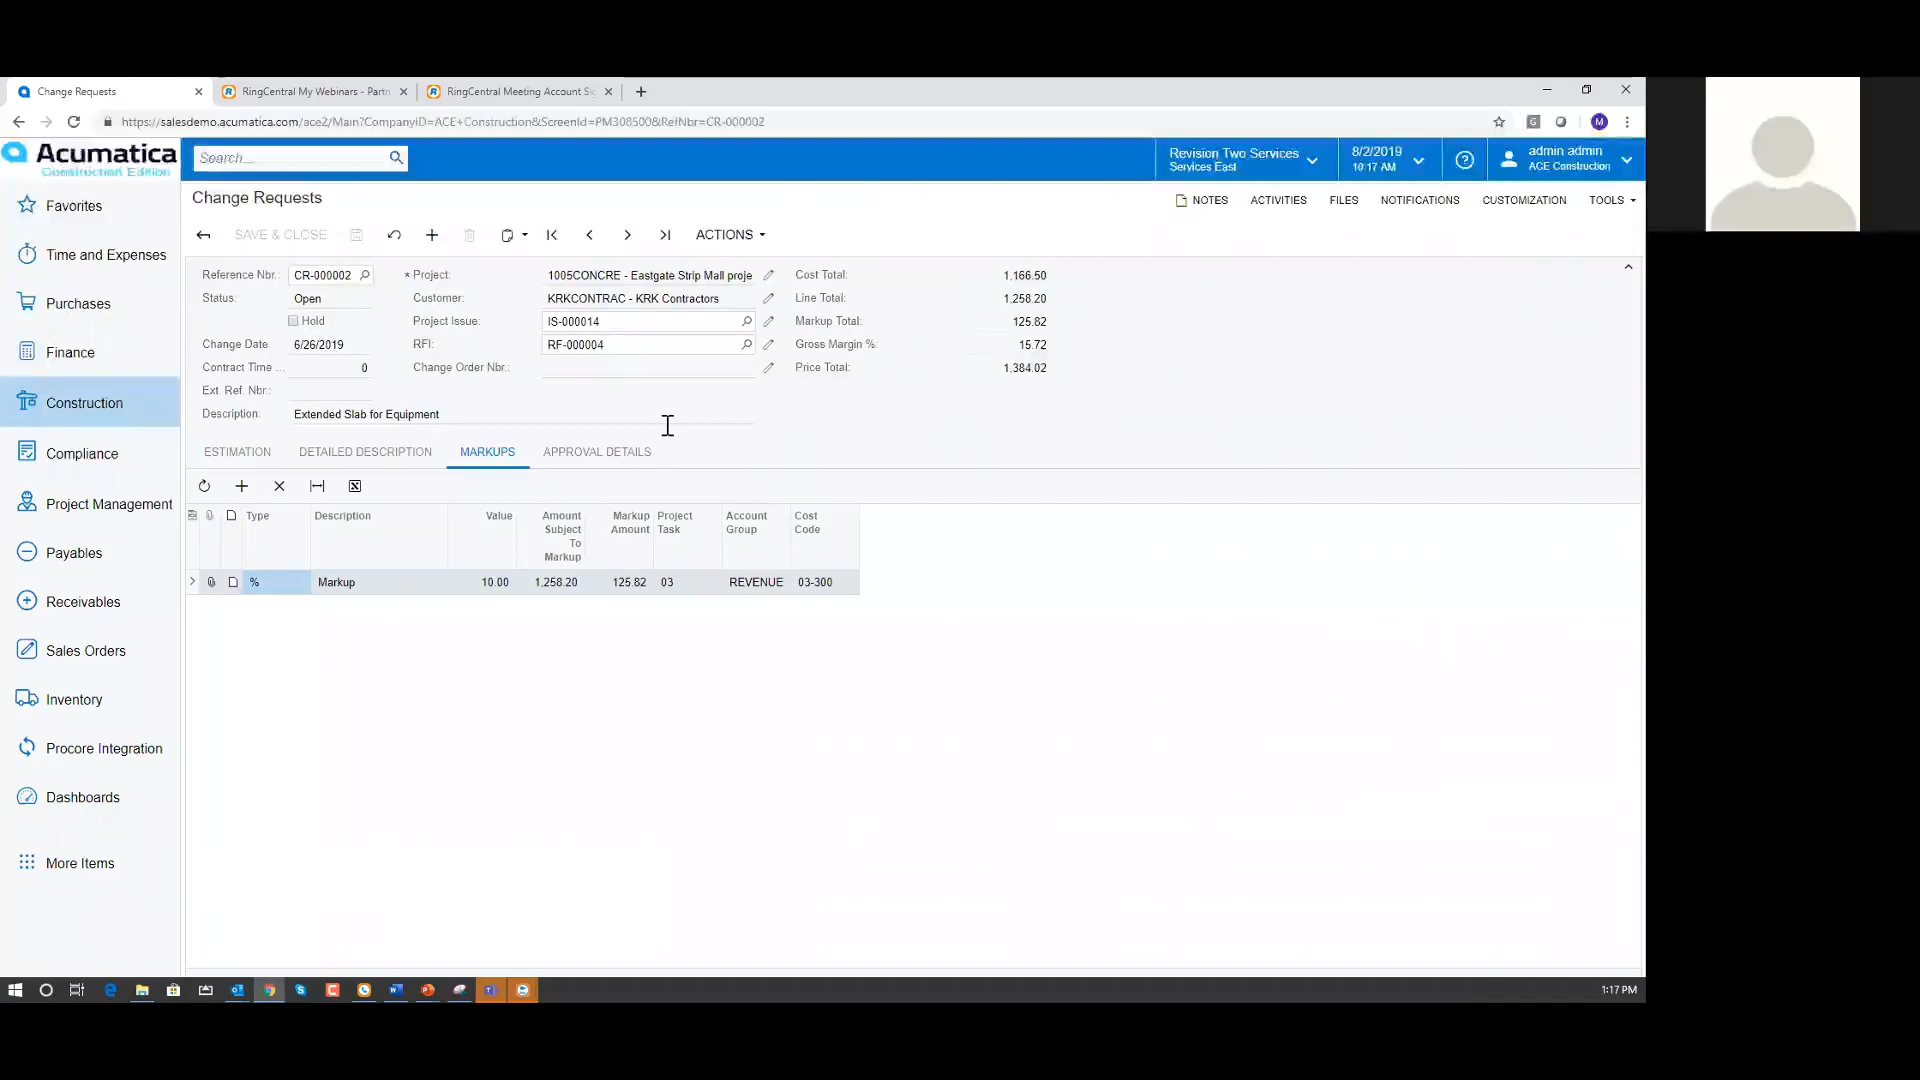 Change Requests
RingCentral My Webinars - Partn
RingCentral Meeting Account Sig
https://salesdemo.acumatica.com/ace2/Main?CompanyID=ACE+Construction&ScreenId=PM308500&RefNbr=CR-000002
G
M
Acumatica
Construction Edition
Search...
Revision Two Services
Services East
8/2/2019
10:17 AM
admin admin
ACE Construction
Favorites
Time and Expenses
Purchases
Finance
Construction
Compliance
Project Management
Payables
Receivables
Sales Orders
Inventory
Procore Integration
Dashboards
More Items
Change Requests
NOTES
ACTIVITIES
FILES
NOTIFICATIONS
CUSTOMIZATION
TOOLS
SAVE & CLOSE
ACTIONS
Reference Nbr.: CR-000002
* Project: 1005CONCRE - Eastgate Strip Mall proje
Cost Total: 1,166.50
Status: Open
Customer: KRKCONTRAC - KRK Contractors
Line Total: 1,258.20
Hold
Project Issue: IS-000014
Markup Total: 125.82
Change Date: 6/26/2019
RFI: RF-000004
Gross Margin %: 15.72
Contract Time ... 0
Change Order Nbr.:
Price Total: 1,384.02
Ext. Ref. Nbr.:
Description: Extended Slab for Equipment
ESTIMATION
DETAILED DESCRIPTION
MARKUPS
APPROVAL DETAILS
Type
Description
Value
Amount
Subject
To
Markup
Markup
Amount
Project
Task
Account
Group
Cost
Code
% Markup 10.00 1,258.20 125.82 03 REVENUE 03-300
1:17 PM